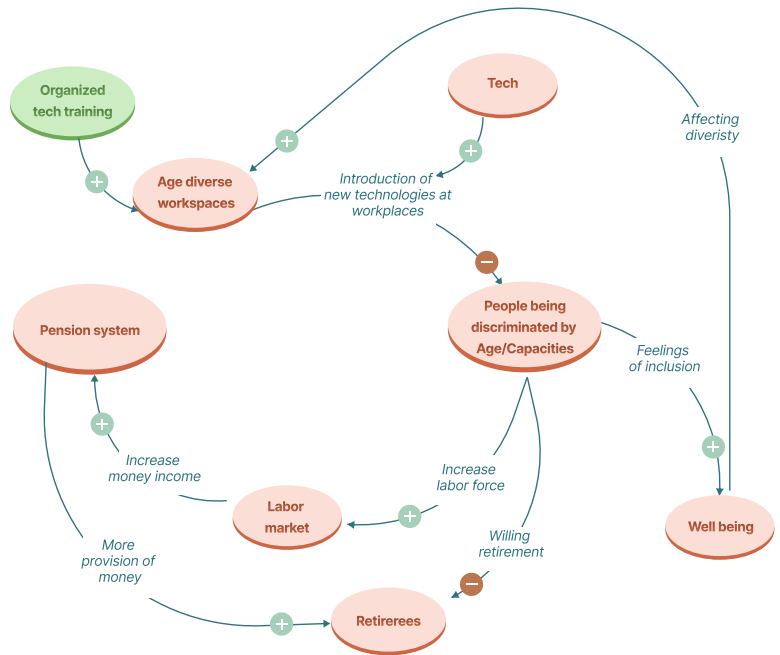 Organized
tech training
Tech
Affecting
diveristy
Age diverse
workspaces
Introduction of
new technologies at
workplaces
Pension system
People being
discriminated by
Age/Capacities
Feelings
of inclusion
Increase
money income
Increase
labor force
Labor
market
Well being
More
provision of
money
Willing
retirement
Retirerees